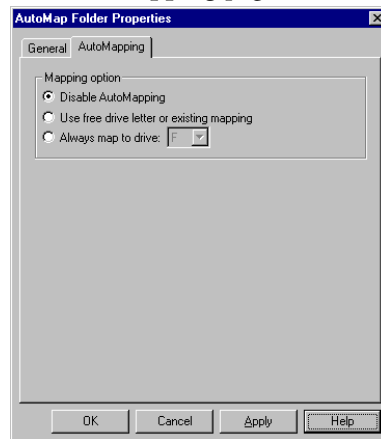 AutoMap Folder Properties
General AutoMapping
Mapping option
Disable AutoMapping
Use free drive letter or existing mapping
Always map to drive: F
OK Cancel Apply Help